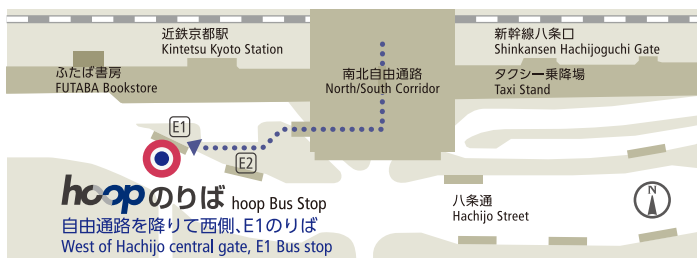 近鉄京都駅
Kintetsu Kyoto Station
新幹線八条口
Shinkansen Hachijoguchi Gate
ふたば書房
FUTABA Bookstore
南北自由通路
North/South Corridor
タクシー乗降場
Taxi Stand
E1
E2
hoopのりば hoop Bus Stop
自由通路を降りて西側、E1のりば
West of Hachijo central gate, E1 Bus stop
八条通
Hachijo Street
N